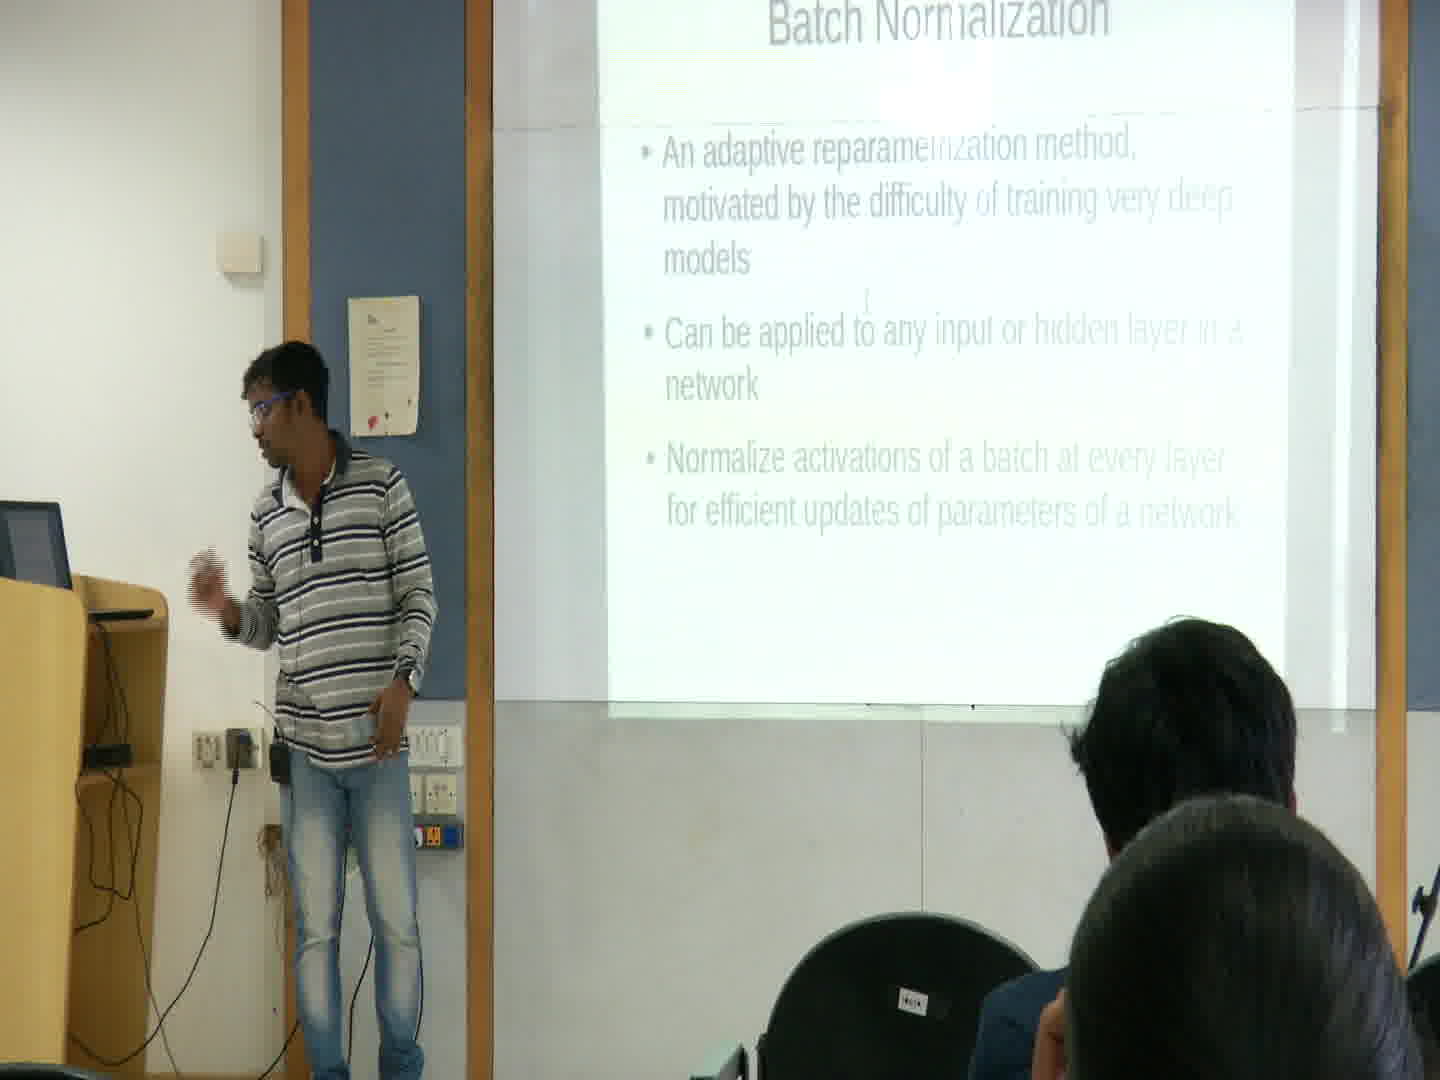 Batch Normalization
• An adaptive reparametrization method,
motivated by the difficulty of training very deep
models
• Can be applied to any input or hidden layer in a
network
• Normalize activations of a batch at every layer
for efficient updates of parameters of a network